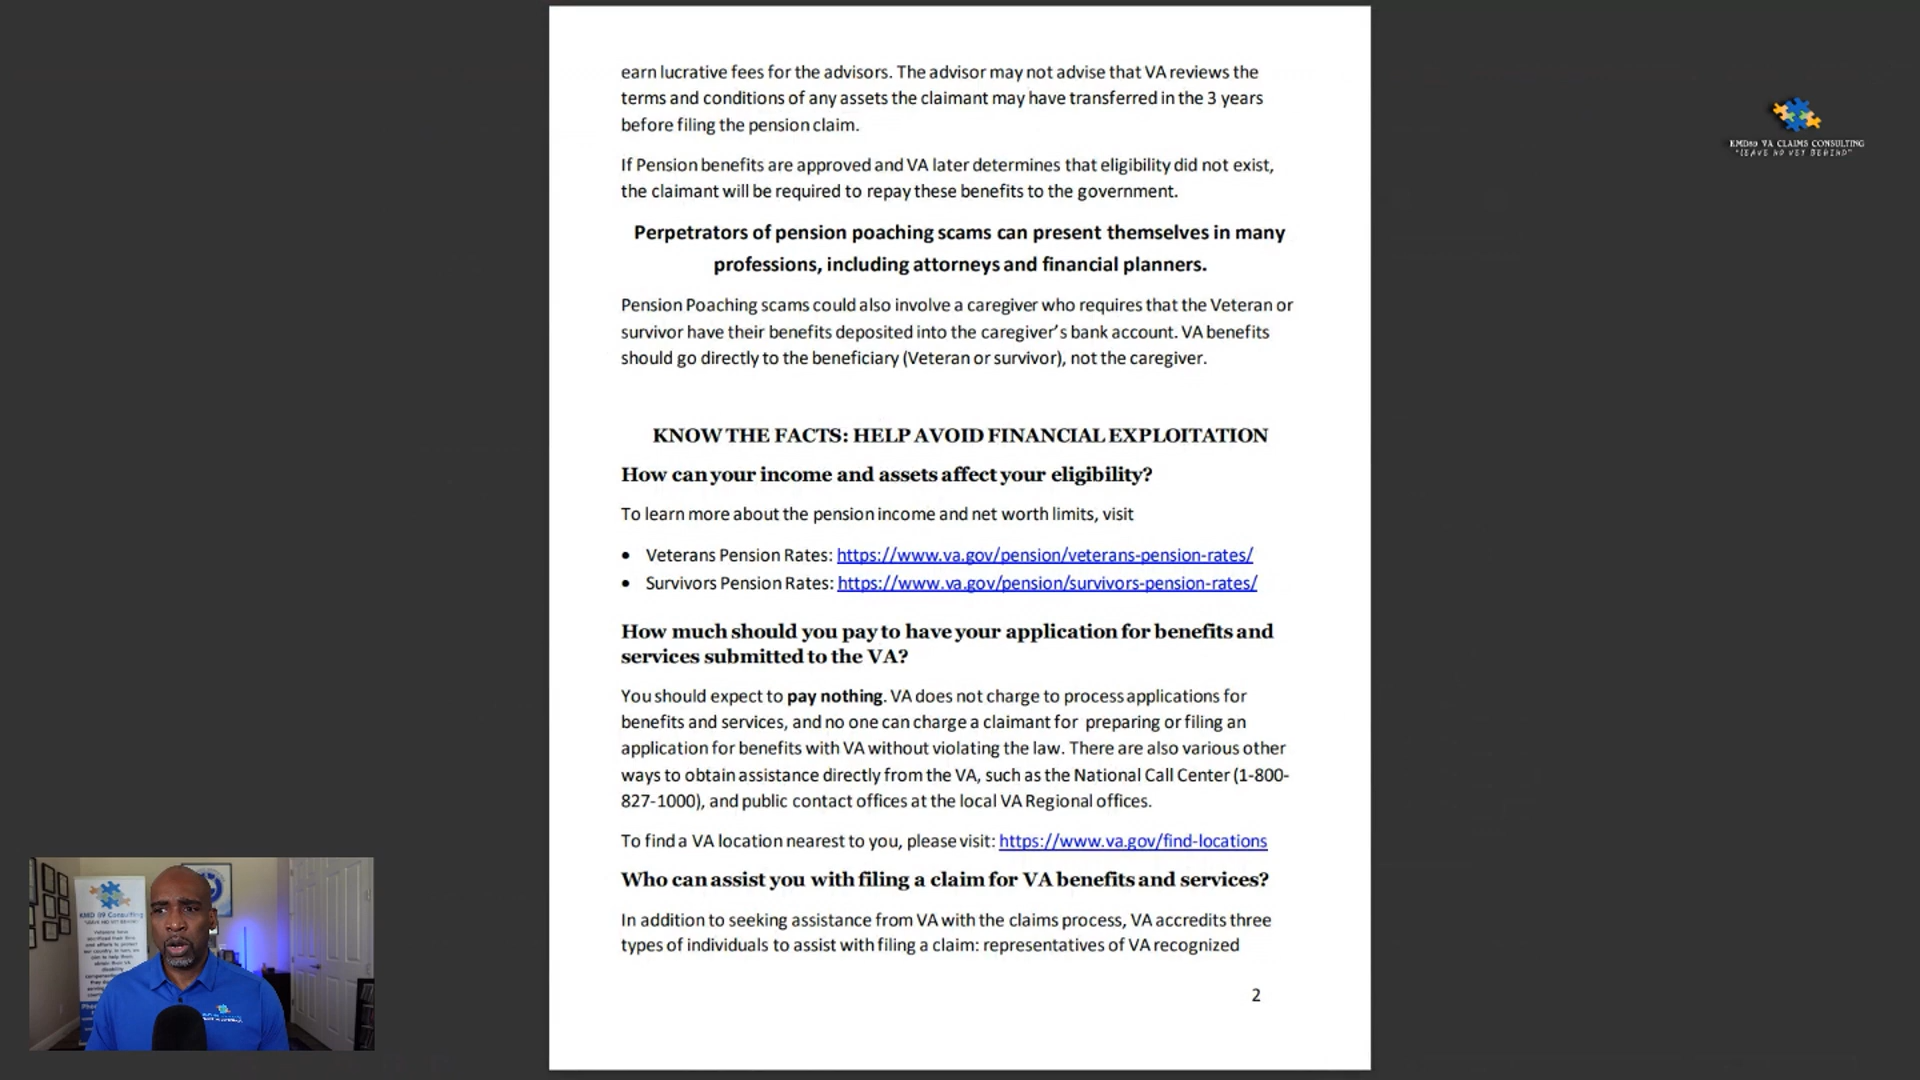 earn lucrative fees for the advisors. The advisor may not advise that VA reviews the
terms and conditions of any assets the claimant may have transferred in the 3 years
before filing the pension claim.
If Pension benefits are approved and VA later determines that eligibility did not exist,
the claimant will be required to repay these benefits to the government.
Perpetrators of pension poaching scams can present themselves in many
professions, including attorneys and financial planners.
Pension Poaching scams could also involve a caregiver who requires that the Veteran or
survivor have their benefits deposited into the caregiver’s bank account. VA benefits
should go directly to the beneficiary (Veteran or survivor), not the caregiver.
KNOW THE FACTS: HELP AVOID FINANCIAL EXPLOITATION
How can your income and assets affect your eligibility?
To learn more about the pension income and net worth limits, visit
• Veterans Pension Rates: https://www.va.gov/pension/veterans-pension-rates/
• Survivors Pension Rates: https://www.va.gov/pension/survivors-pension-rates/
How much should you pay to have your application for benefits and
services submitted to the VA?
You should expect to pay nothing. VA does not charge to process applications for
benefits and services, and no one can charge a claimant for preparing or filing an
application for benefits with VA without violating the law. There are also various other
ways to obtain assistance directly from the VA, such as the National Call Center (1-800-
827-1000), and public contact offices at the local VA Regional offices.
To find a VA location nearest to you, please visit: https://www.va.gov/find-locations
Who can assist you with filing a claim for VA benefits and services?
In addition to seeking assistance from VA with the claims process, VA accredits three
types of individuals to assist with filing a claim: representatives of VA recognized
2
KMD89 VA CLAIMS CONSULTING
"LEAVE NO VET BEHIND"
Consulting